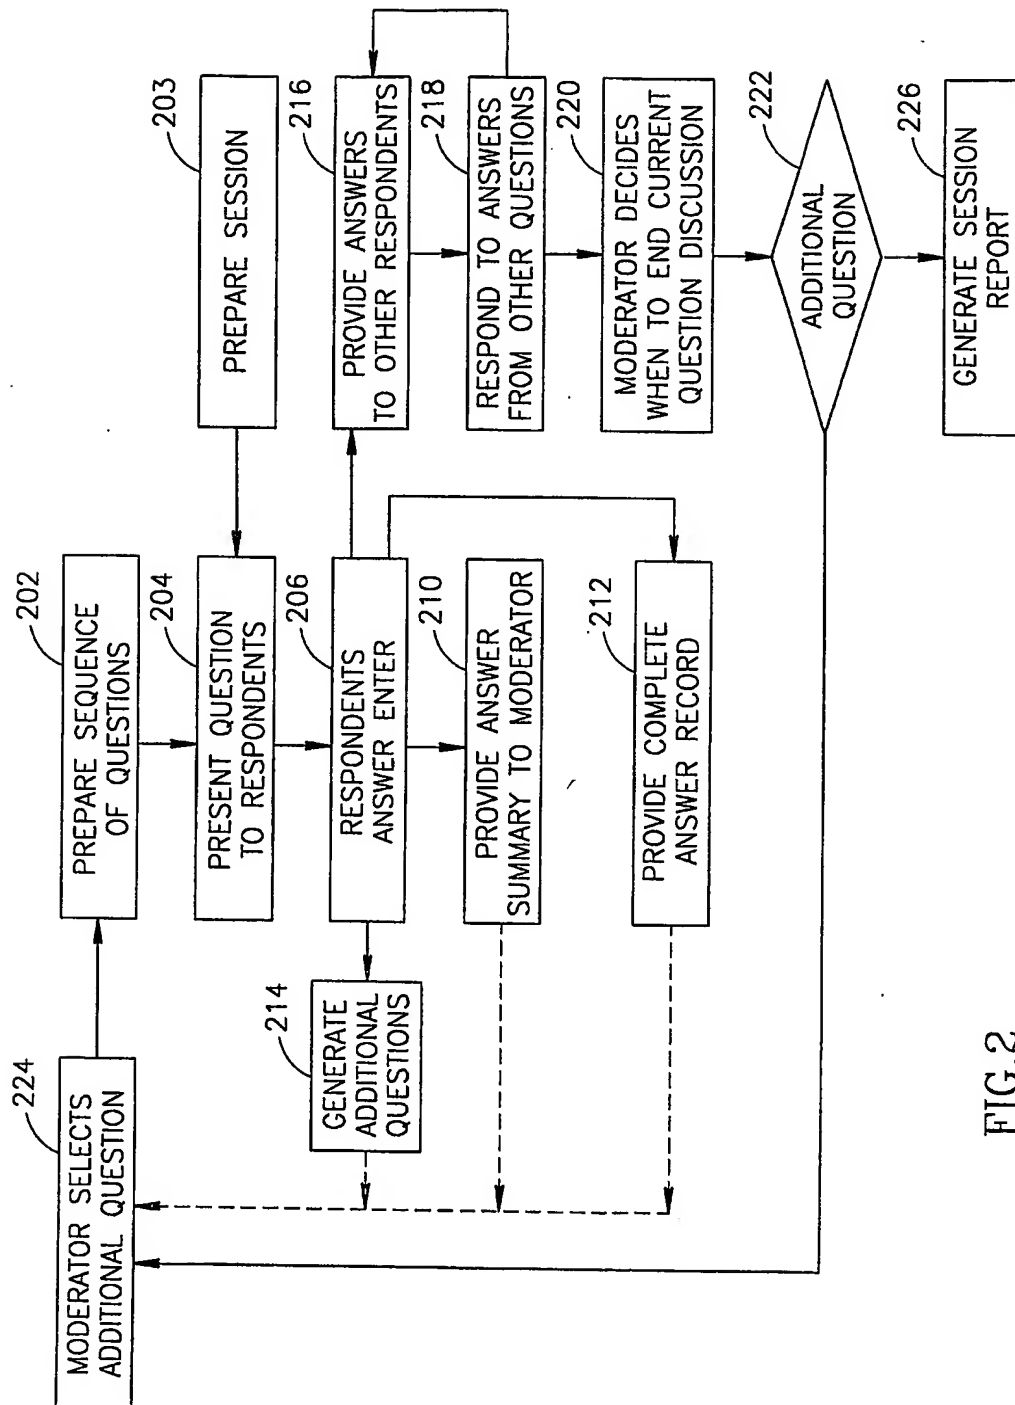 224
MODERATOR SELECTS
ADDITIONAL QUESTION
202
PREPARE SEQUENCE
OF QUESTIONS
203
PREPARE SESSION
204
PRESENT QUESTION
TO RESPONDENTS
206
RESPONDENTS
ANSWER ENTER
214
GENERATE
ADDITIONAL
QUESTIONS
210
PROVIDE ANSWER
SUMMARY TO MODERATOR
212
PROVIDE COMPLETE
ANSWER RECORD
216
PROVIDE ANSWERS
TO OTHER RESPONDENTS
218
RESPOND TO ANSWERS
FROM OTHER QUESTIONS
220
MODERATOR DECIDES
WHEN TO END CURRENT
QUESTION DISCUSSION
222
ADDITIONAL
QUESTION
226
GENERATE SESSION
REPORT
FIG.2